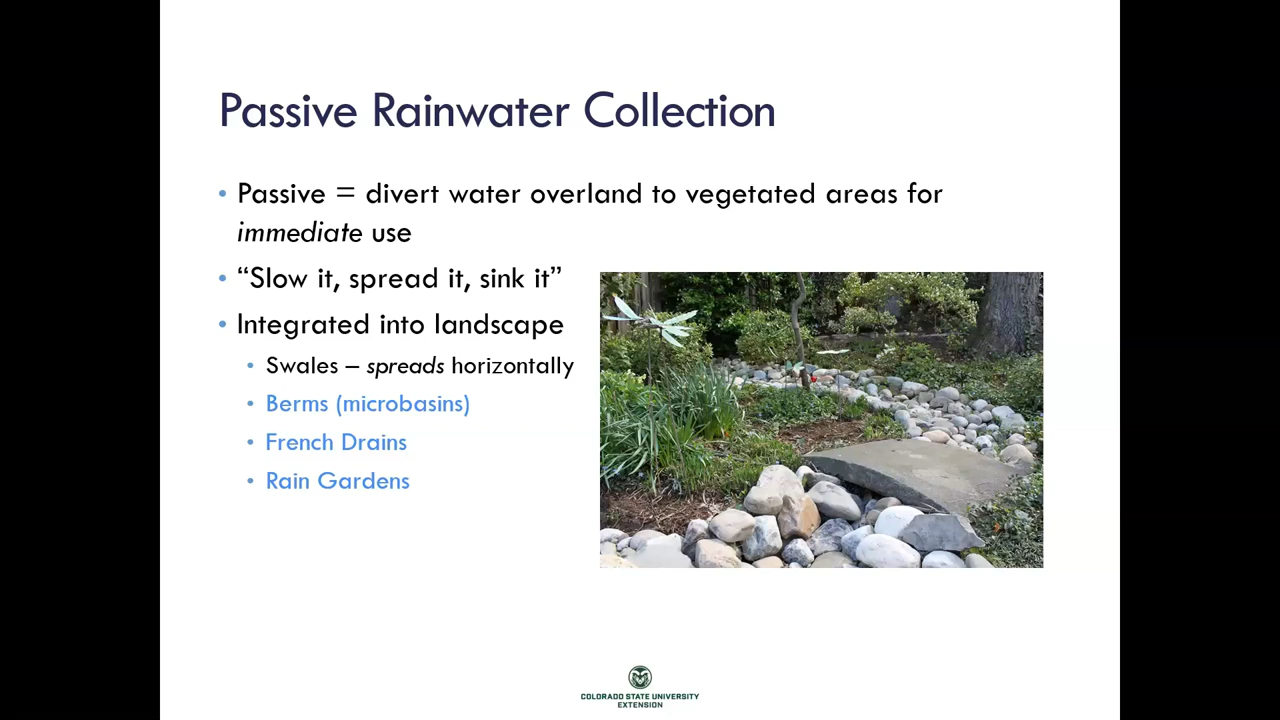 Passive Rainwater Collection
• Passive = divert water overland to vegetated areas for
immediate use
• “Slow it, spread it, sink it”
• Integrated into landscape
• Swales – spreads horizontally
• Berms (microbasins)
• French Drains
• Rain Gardens
COLORADO STATE UNIVERSITY
EXTENSION